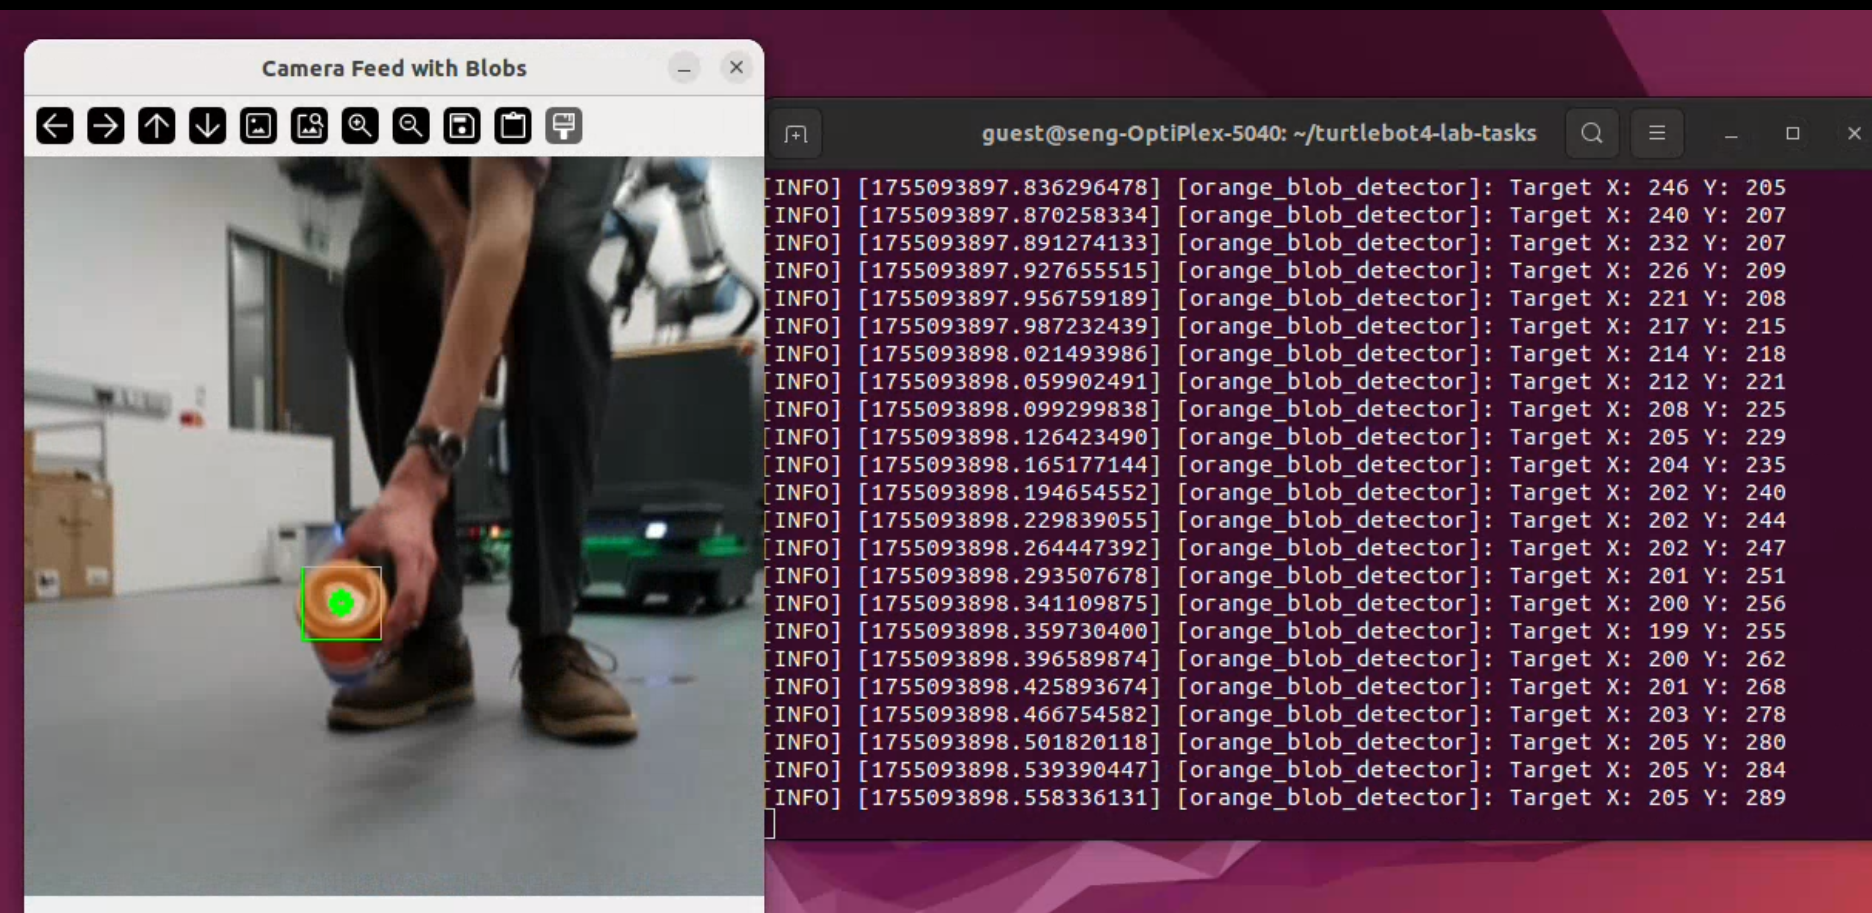 Camera Feed with Blobs
guest@seng-OptiPlex-5040: ~/turtlebot4-lab-tasks
[INFO] [1755093897.836296478] [orange_blob_detector]: Target X: 246 Y: 205
[INFO] [1755093897.870258334] [orange_blob_detector]: Target X: 240 Y: 207
[INFO] [1755093897.891274133] [orange_blob_detector]: Target X: 232 Y: 207
[INFO] [1755093897.927655515] [orange_blob_detector]: Target X: 226 Y: 209
[INFO] [1755093897.956759189] [orange_blob_detector]: Target X: 221 Y: 208
[INFO] [1755093897.987232439] [orange_blob_detector]: Target X: 217 Y: 215
[INFO] [1755093898.021493986] [orange_blob_detector]: Target X: 214 Y: 218
[INFO] [1755093898.059902491] [orange_blob_detector]: Target X: 212 Y: 221
[INFO] [1755093898.099299838] [orange_blob_detector]: Target X: 208 Y: 225
[INFO] [1755093898.126423490] [orange_blob_detector]: Target X: 205 Y: 229
[INFO] [1755093898.165177144] [orange_blob_detector]: Target X: 204 Y: 235
[INFO] [1755093898.194654552] [orange_blob_detector]: Target X: 202 Y: 240
[INFO] [1755093898.229839055] [orange_blob_detector]: Target X: 202 Y: 244
[INFO] [1755093898.264447392] [orange_blob_detector]: Target X: 202 Y: 247
[INFO] [1755093898.293507678] [orange_blob_detector]: Target X: 201 Y: 251
[INFO] [1755093898.341109875] [orange_blob_detector]: Target X: 200 Y: 256
[INFO] [1755093898.359730400] [orange_blob_detector]: Target X: 199 Y: 255
[INFO] [1755093898.396589874] [orange_blob_detector]: Target X: 200 Y: 262
[INFO] [1755093898.425893674] [orange_blob_detector]: Target X: 201 Y: 268
[INFO] [1755093898.466754582] [orange_blob_detector]: Target X: 203 Y: 278
[INFO] [1755093898.501820118] [orange_blob_detector]: Target X: 205 Y: 280
[INFO] [1755093898.539390447] [orange_blob_detector]: Target X: 205 Y: 284
[INFO] [1755093898.558336131] [orange_blob_detector]: Target X: 205 Y: 289